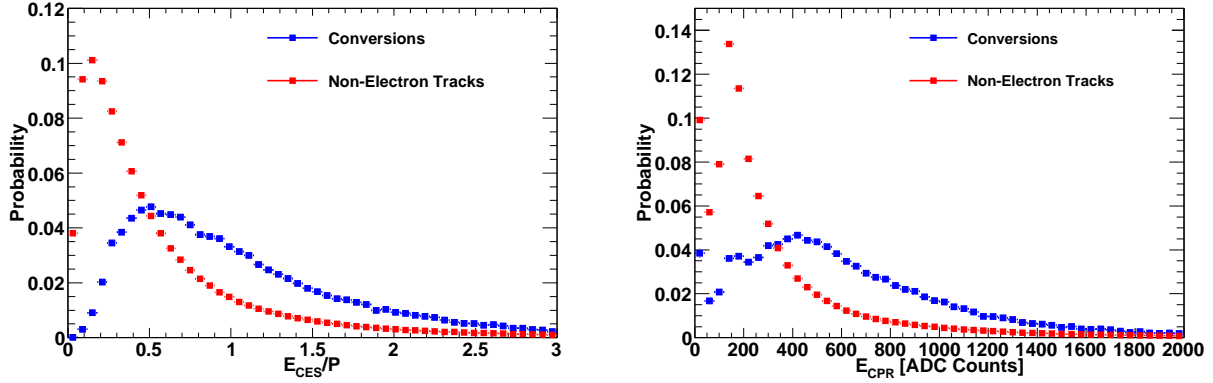 0.12
0.1
0.08
0.06
0.04
0.02
0
Probability
Conversions
Non-Electron Tracks
0 0.5 1 1.5 2 2.5 3
E_CES/P
0.14
0.12
0.1
0.08
0.06
0.04
0.02
0
Probability
Conversions
Non-Electron Tracks
0 200 400 600 800 1000 1200 1400 1600 1800 2000
E_CPR [ADC Counts]